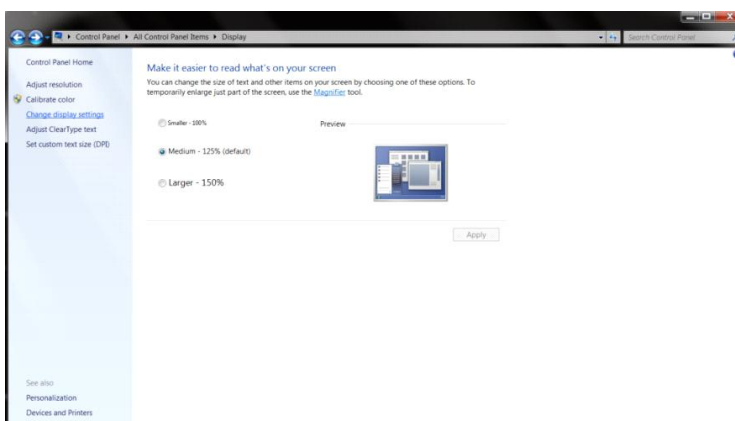 Control Panel ▸ All Control Panel Items ▸ Display
Search Control Panel
Control Panel Home
Adjust resolution
Calibrate color
Change display settings
Adjust ClearType text
Set custom text size (DPI)
See also
Personalization
Devices and Printers
Make it easier to read what's on your screen
You can change the size of text and other items on your screen by choosing one of these options. To
temporarily enlarge just part of the screen, use the Magnifier tool.
Smaller - 100%
Preview
Medium - 125% (default)
Larger - 150%
Apply